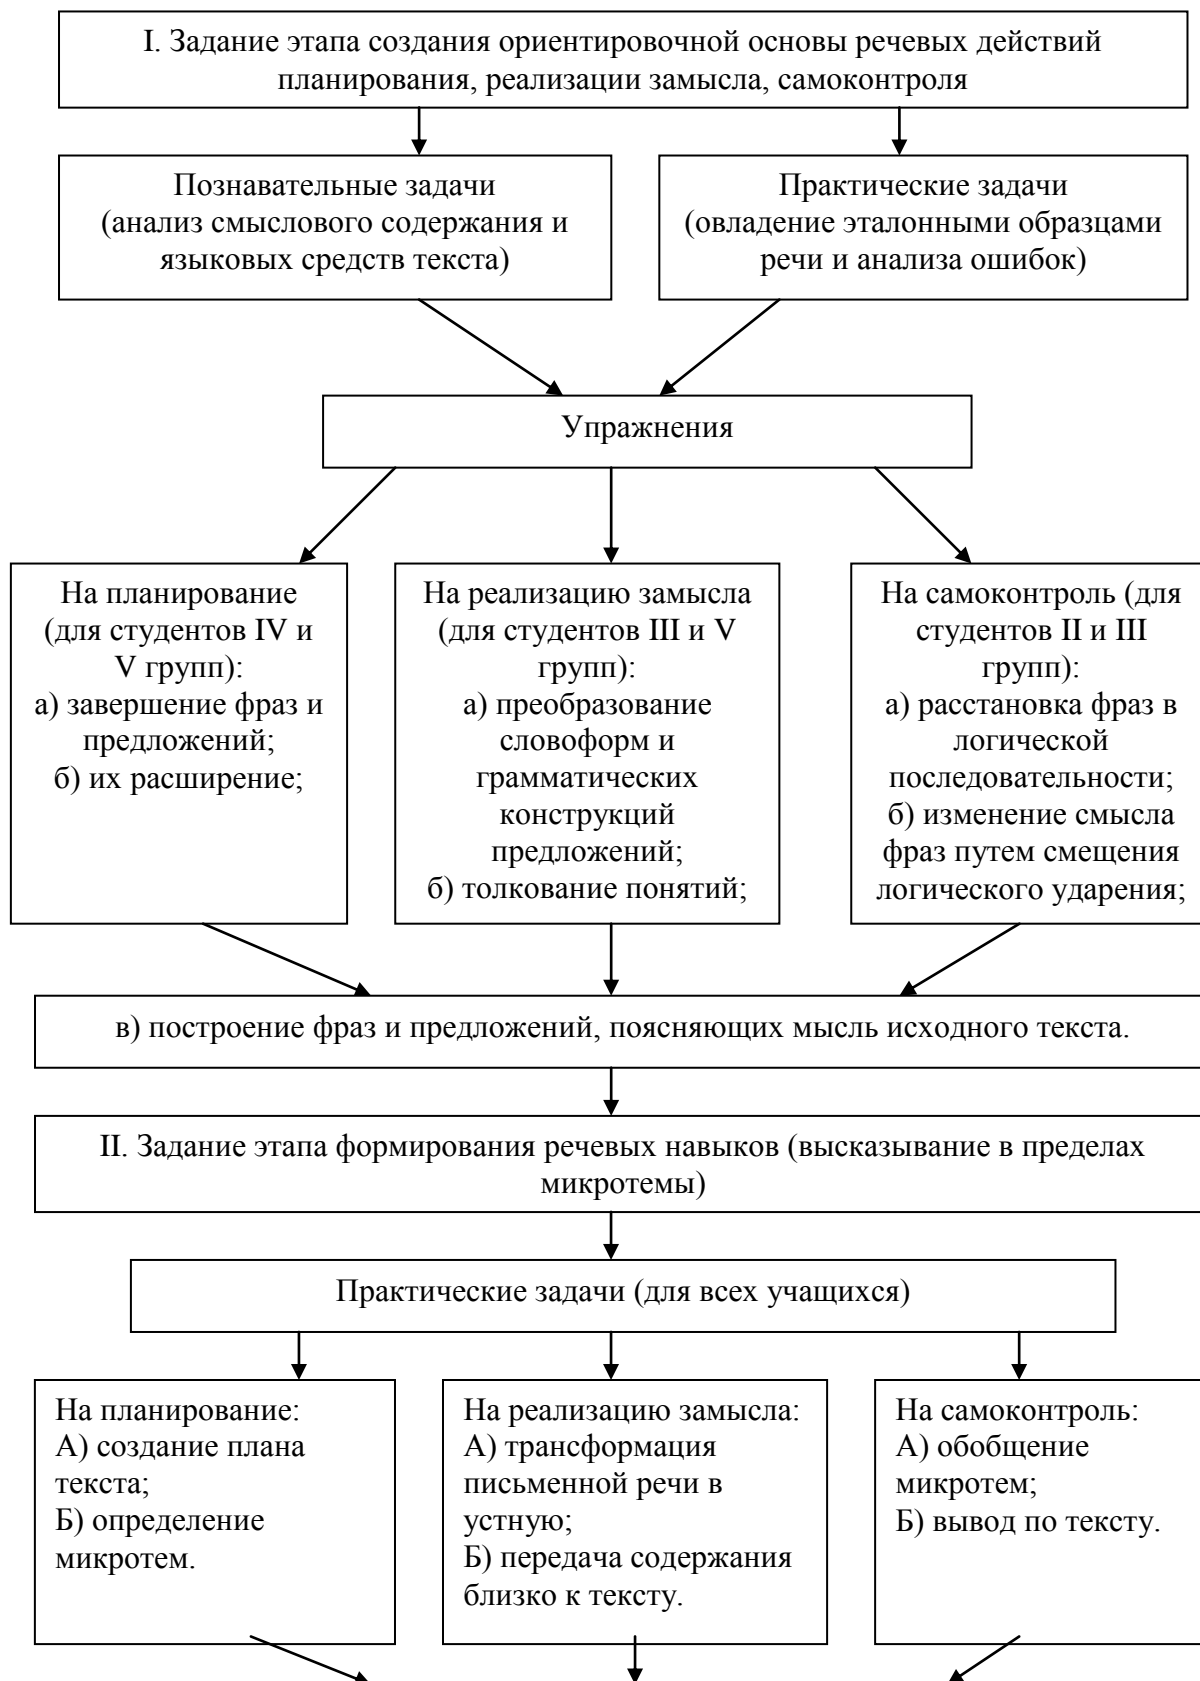 I. Задание этапа создания ориентировочной основы речевых действий
планирования, реализации замысла, самоконтроля
Познавательные задачи
(анализ смыслового содержания и
языковых средств текста)
Практические задачи
(овладение эталонными образцами
речи и анализа ошибок)
Упражнения
На планирование
(для студентов IV и
V групп):
а) завершение фраз и
предложений;
б) их расширение;
На реализацию замысла
(для студентов III и V
групп):
а) преобразование
словоформ и
грамматических
конструкций
предложений;
б) толкование понятий;
На самоконтроль (для
студентов II и III
групп):
а) расстановка фраз в
логической
последовательности;
б) изменение смысла
фраз путем смещения
логического ударения;
в) построение фраз и предложений, поясняющих мысль исходного текста.
II. Задание этапа формирования речевых навыков (высказывание в пределах
микротемы)
Практические задачи (для всех учащихся)
На планирование:
А) создание плана
текста;
Б) определение
микротем.
На реализацию замысла:
А) трансформация
письменной речи в
устную;
Б) передача содержания
близко к тексту.
На самоконтроль:
А) обобщение
микротем;
Б) вывод по тексту.